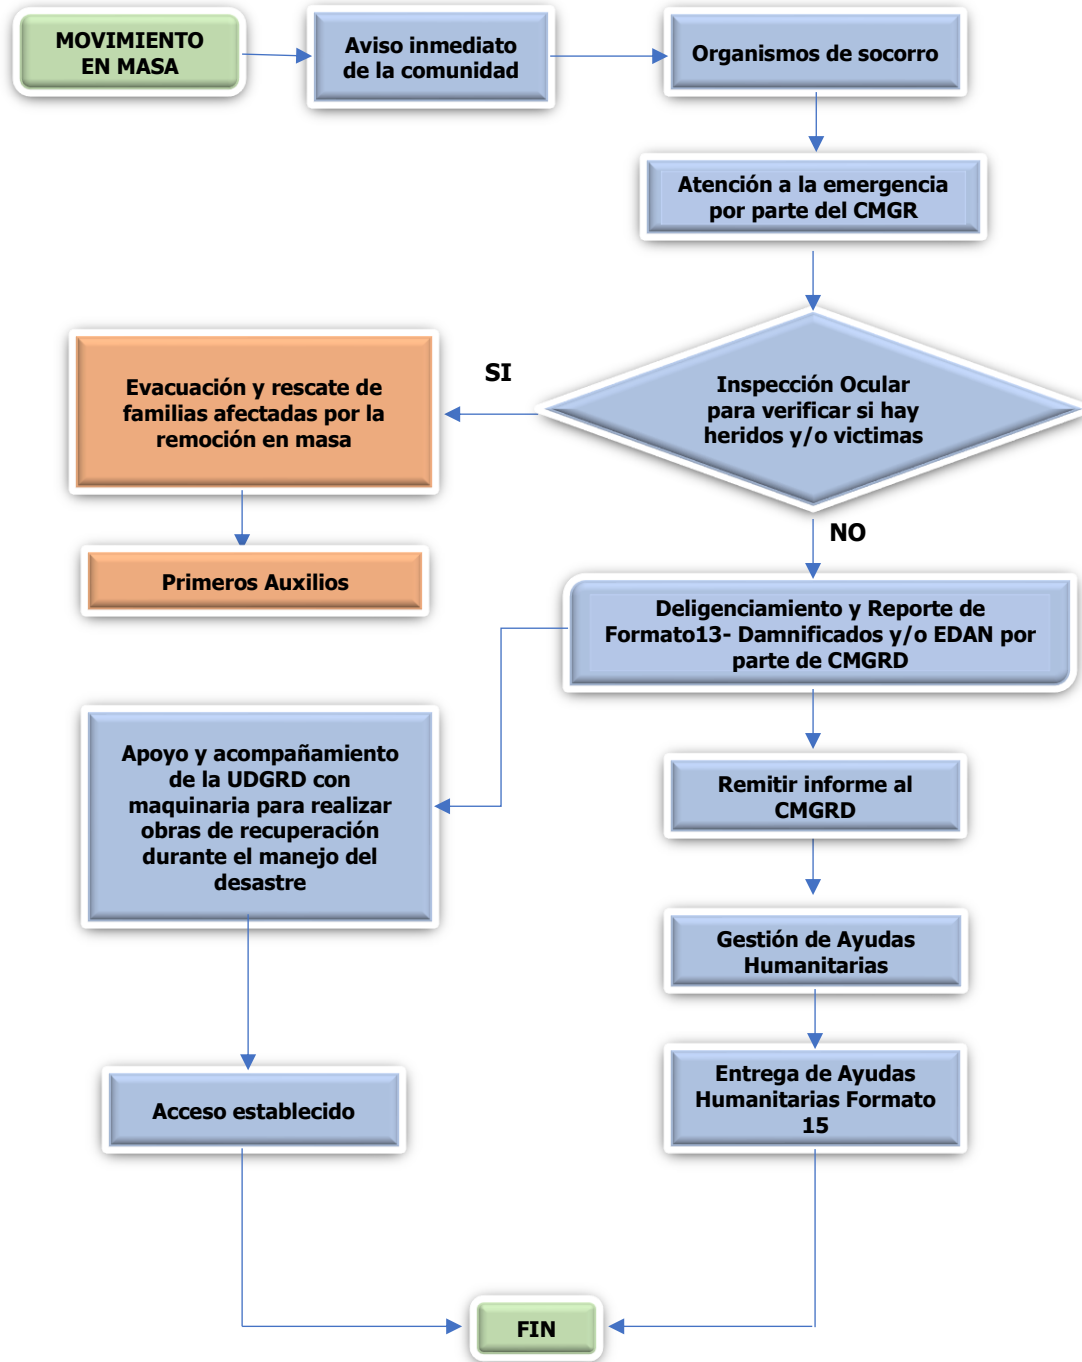 MOVIMIENTO
EN MASA
Aviso inmediato
de la comunidad
Organismos de socorro
Atención a la emergencia
por parte del CMGR
Inspección Ocular
para verificar si hay
heridos y/o victimas
SI
Evacuación y rescate de
familias afectadas por la
remoción en masa
Primeros Auxilios
NO
Deligenciamiento y Reporte de
Formato13- Damnificados y/o EDAN por
parte de CMGRD
Apoyo y acompañamiento
de la UDGRD con
maquinaria para realizar
obras de recuperación
durante el manejo del
desastre
Remitir informe al
CMGRD
Gestión de Ayudas
Humanitarias
Acceso establecido
Entrega de Ayudas
Humanitarias Formato
15
FIN